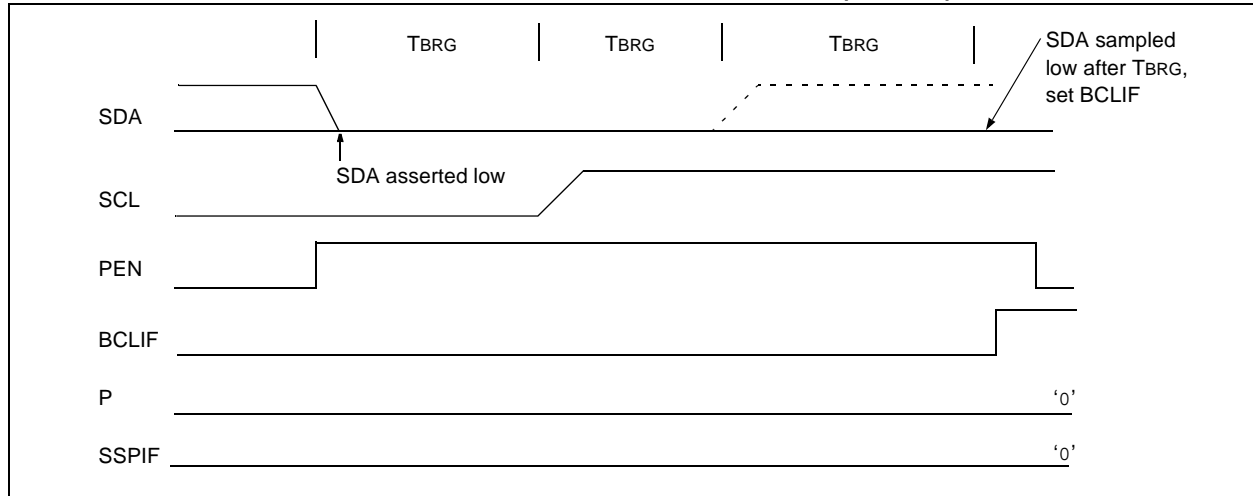 TBRG
TBRG
TBRG
SDA sampled
low after TBRG,
set BCLIF
SDA
SDA asserted low
SCL
PEN
BCLIF
P
‘0’
SSPIF
‘0’